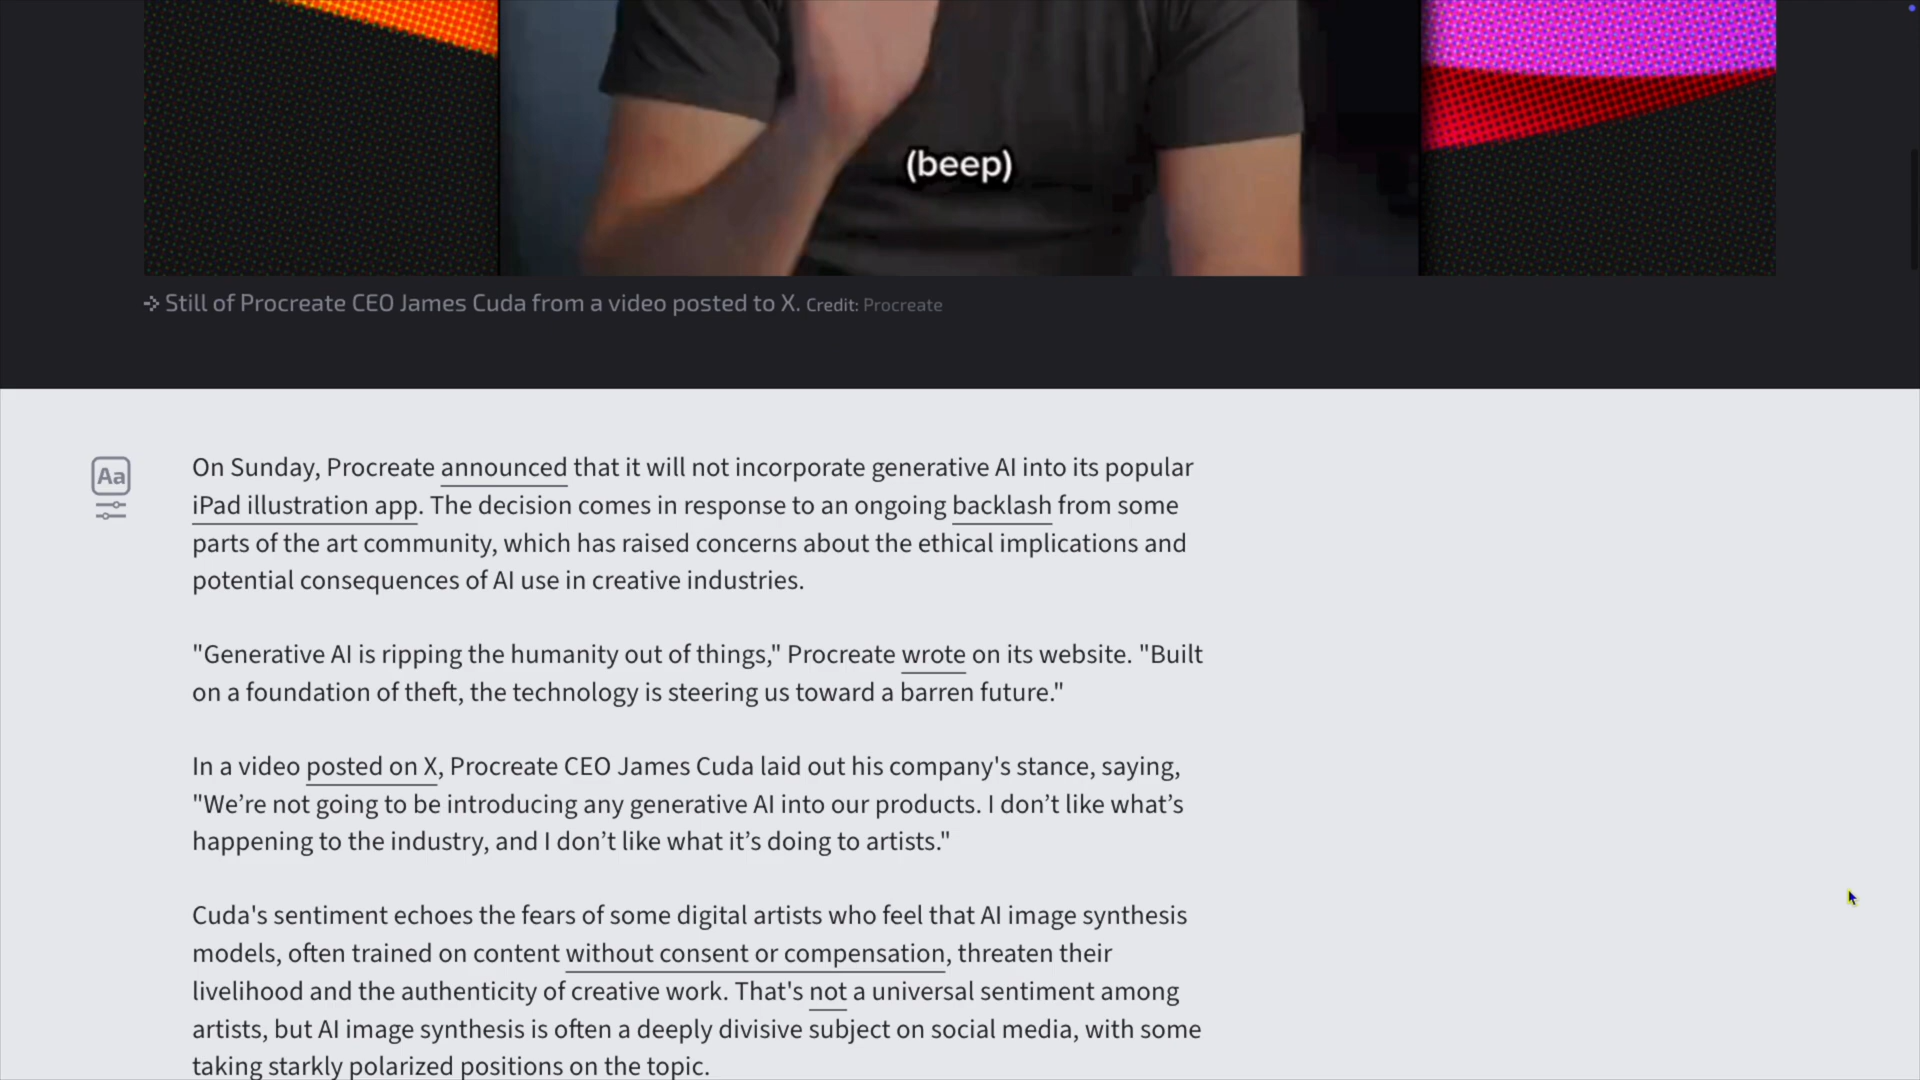 (beep)
Still of Procreate CEO James Cuda from a video posted to X. Credit: Procreate
Aa
On Sunday, Procreate announced that it will not incorporate generative AI into its popular
iPad illustration app. The decision comes in response to an ongoing backlash from some
parts of the art community, which has raised concerns about the ethical implications and
potential consequences of AI use in creative industries.
"Generative AI is ripping the humanity out of things," Procreate wrote on its website. "Built
on a foundation of theft, the technology is steering us toward a barren future."
In a video posted on X, Procreate CEO James Cuda laid out his company's stance, saying,
"We’re not going to be introducing any generative AI into our products. I don’t like what’s
happening to the industry, and I don’t like what it’s doing to artists."
Cuda's sentiment echoes the fears of some digital artists who feel that AI image synthesis
models, often trained on content without consent or compensation, threaten their
livelihood and the authenticity of creative work. That's not a universal sentiment among
artists, but AI image synthesis is often a deeply divisive subject on social media, with some
taking starkly polarized positions on the topic.